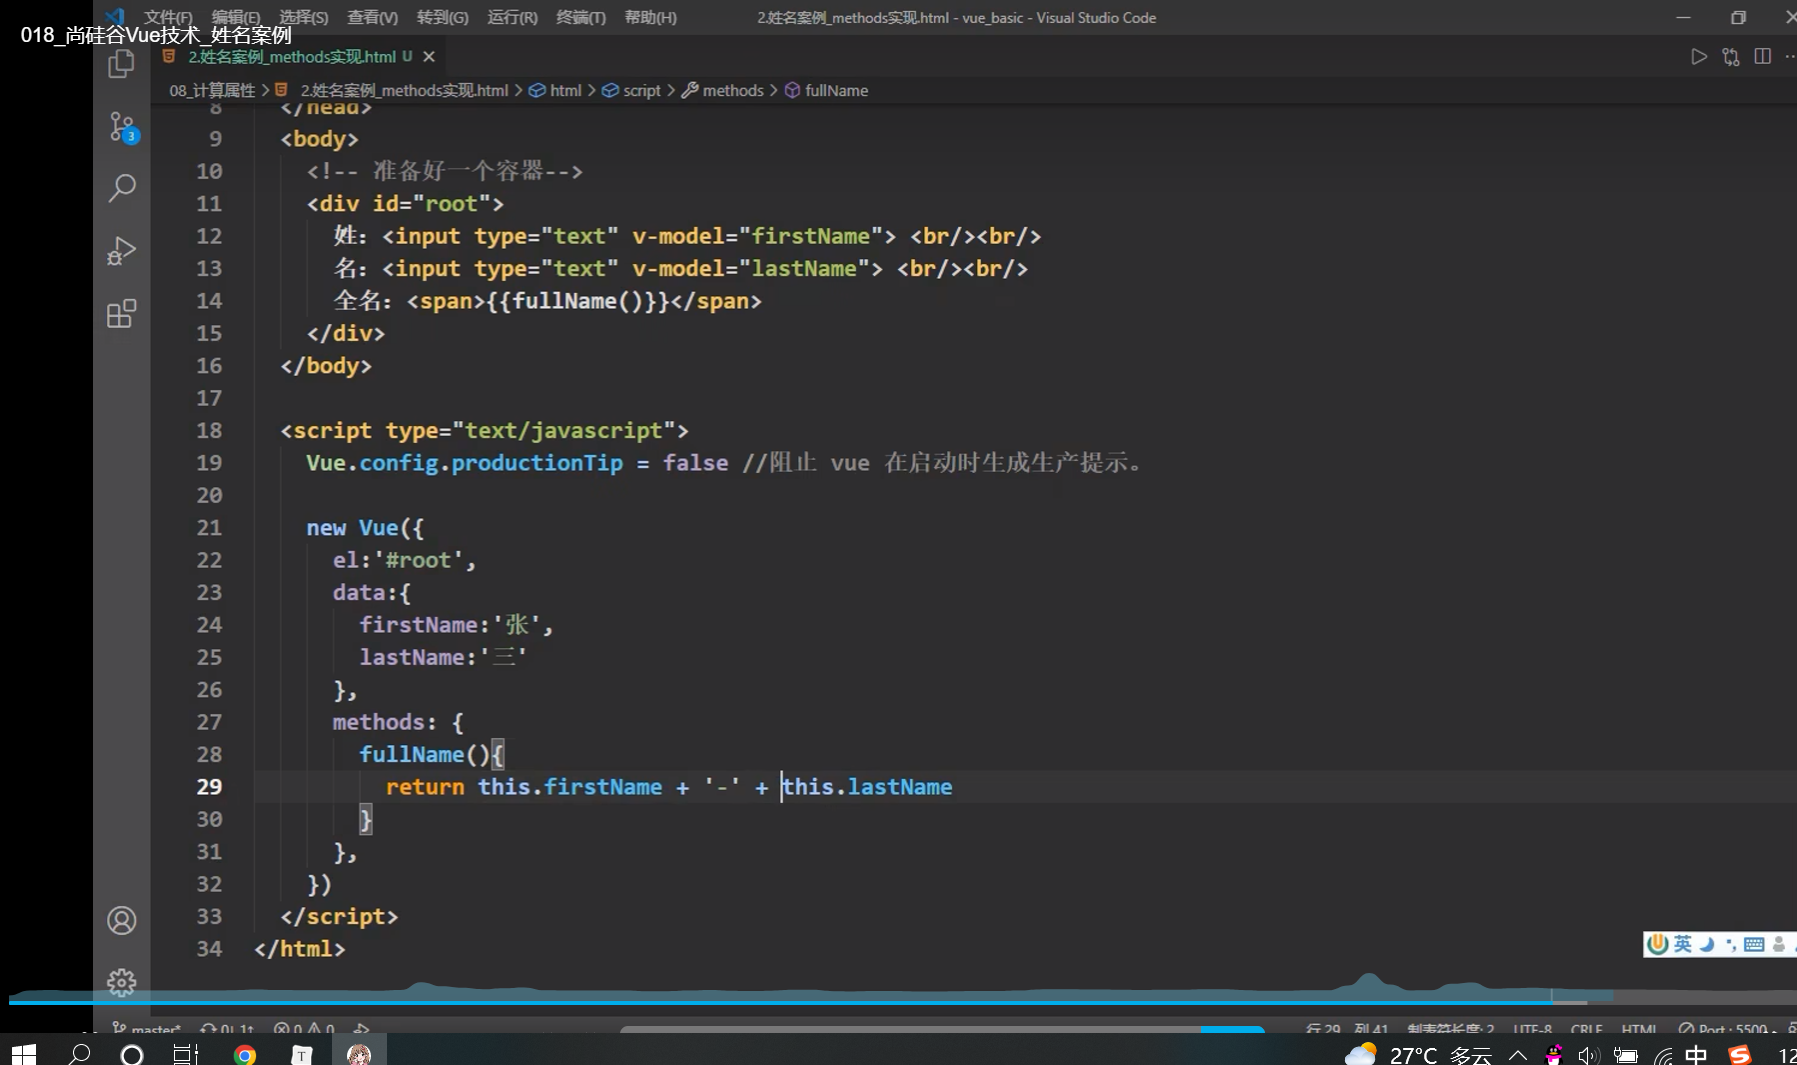 文件(F) 编辑(E) 选择(S) 查看(V) 转到(G) 运行(R) 终端(T) 帮助(H) 2.姓名案例_methods实现.html - vue_basic - Visual Studio Code
018_尚硅谷Vue技术_姓名案例
2.姓名案例_methods实现.html U
08_计算属性 > 2.姓名案例_methods实现.html > html > script > methods > fullName
8 </head>
9 <body>
10 <!-- 准备好一个容器-->
11 <div id="root">
12 姓：<input type="text" v-model="firstName"> <br/><br/>
13 名：<input type="text" v-model="lastName"> <br/><br/>
14 全名：<span>{{fullName()}}</span>
15 </div>
16 </body>
17
18 <script type="text/javascript">
19 Vue.config.productionTip = false //阻止 vue 在启动时生成生产提示。
20
21 new Vue({
22 el:'#root',
23 data:{
24 firstName:'张',
25 lastName:'三'
26 },
27 methods: {
28 fullName(){
29 return this.firstName + '-' + this.lastName
30 }
31 },
32 })
33 </script>
34 </html>
3
英
master* 0↓ 1↑ 0 0 行 29 列 41 制表符长度: 2 UTF-8 CRLF HTML Port : 5500
T 27°C 多云 中 12